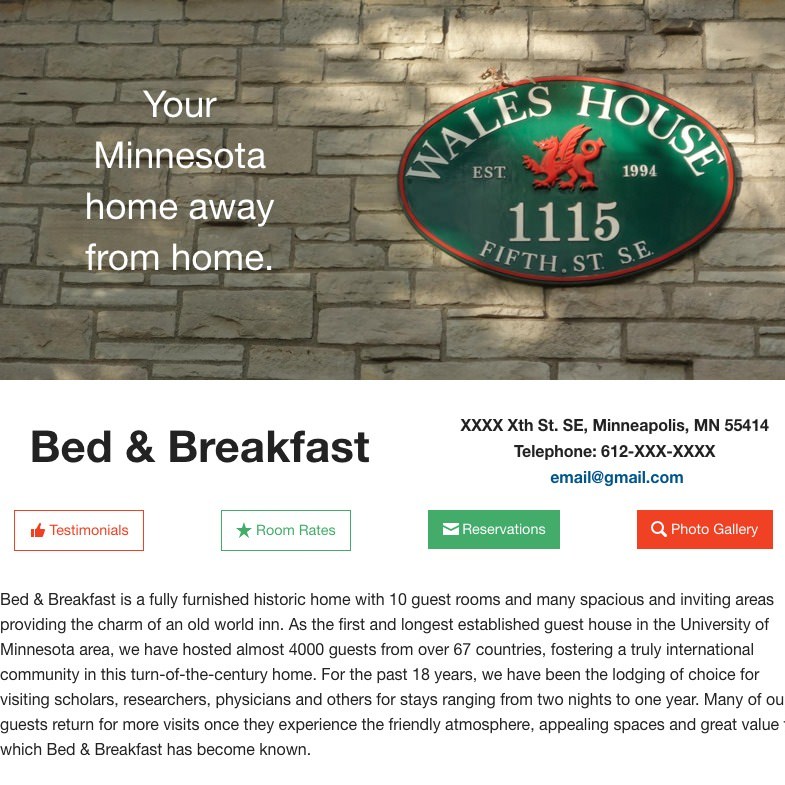 Your
Minnesota
home away
from home.
WALES HOUSE
EST. 1994
1115
FIFTH. ST. S.E.
Bed & Breakfast
XXXX Xth St. SE, Minneapolis, MN 55414
Telephone: 612-XXX-XXXX
email@gmail.com
Testimonials
Room Rates
Reservations
Photo Gallery
Bed & Breakfast is a fully furnished historic home with 10 guest rooms and many spacious and inviting areas
providing the charm of an old world inn. As the first and longest established guest house in the University of
Minnesota area, we have hosted almost 4000 guests from over 67 countries, fostering a truly international
community in this turn-of-the-century home. For the past 18 years, we have been the lodging of choice for
visiting scholars, researchers, physicians and others for stays ranging from two nights to one year. Many of ou
guests return for more visits once they experience the friendly atmosphere, appealing spaces and great value
which Bed & Breakfast has become known.